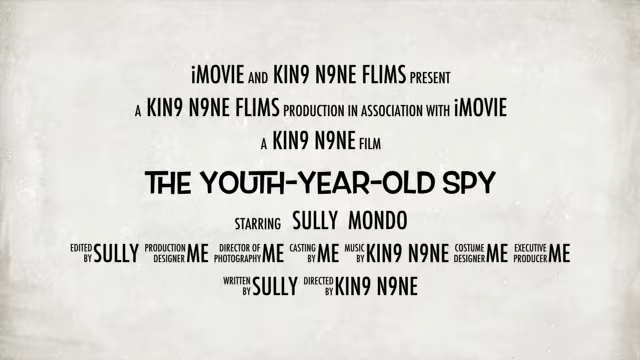 iMOVIE AND KIN9 N9NE FLIMS PRESENT
A KIN9 N9NE FLIMS PRODUCTION IN ASSOCIATION WITH iMOVIE
A KIN9 N9NE FILM
THE YOUTH-YEAR-OLD SPY
STARRING SULLY MONDO
EDITED BY SULLY PRODUCTION DESIGNER ME DIRECTOR OF PHOTOGRAPHY ME CASTING BY ME MUSIC BY KIN9 N9NE COSTUME DESIGNER ME EXECUTIVE PRODUCER ME
WRITTEN BY SULLY DIRECTED BY KIN9 N9NE